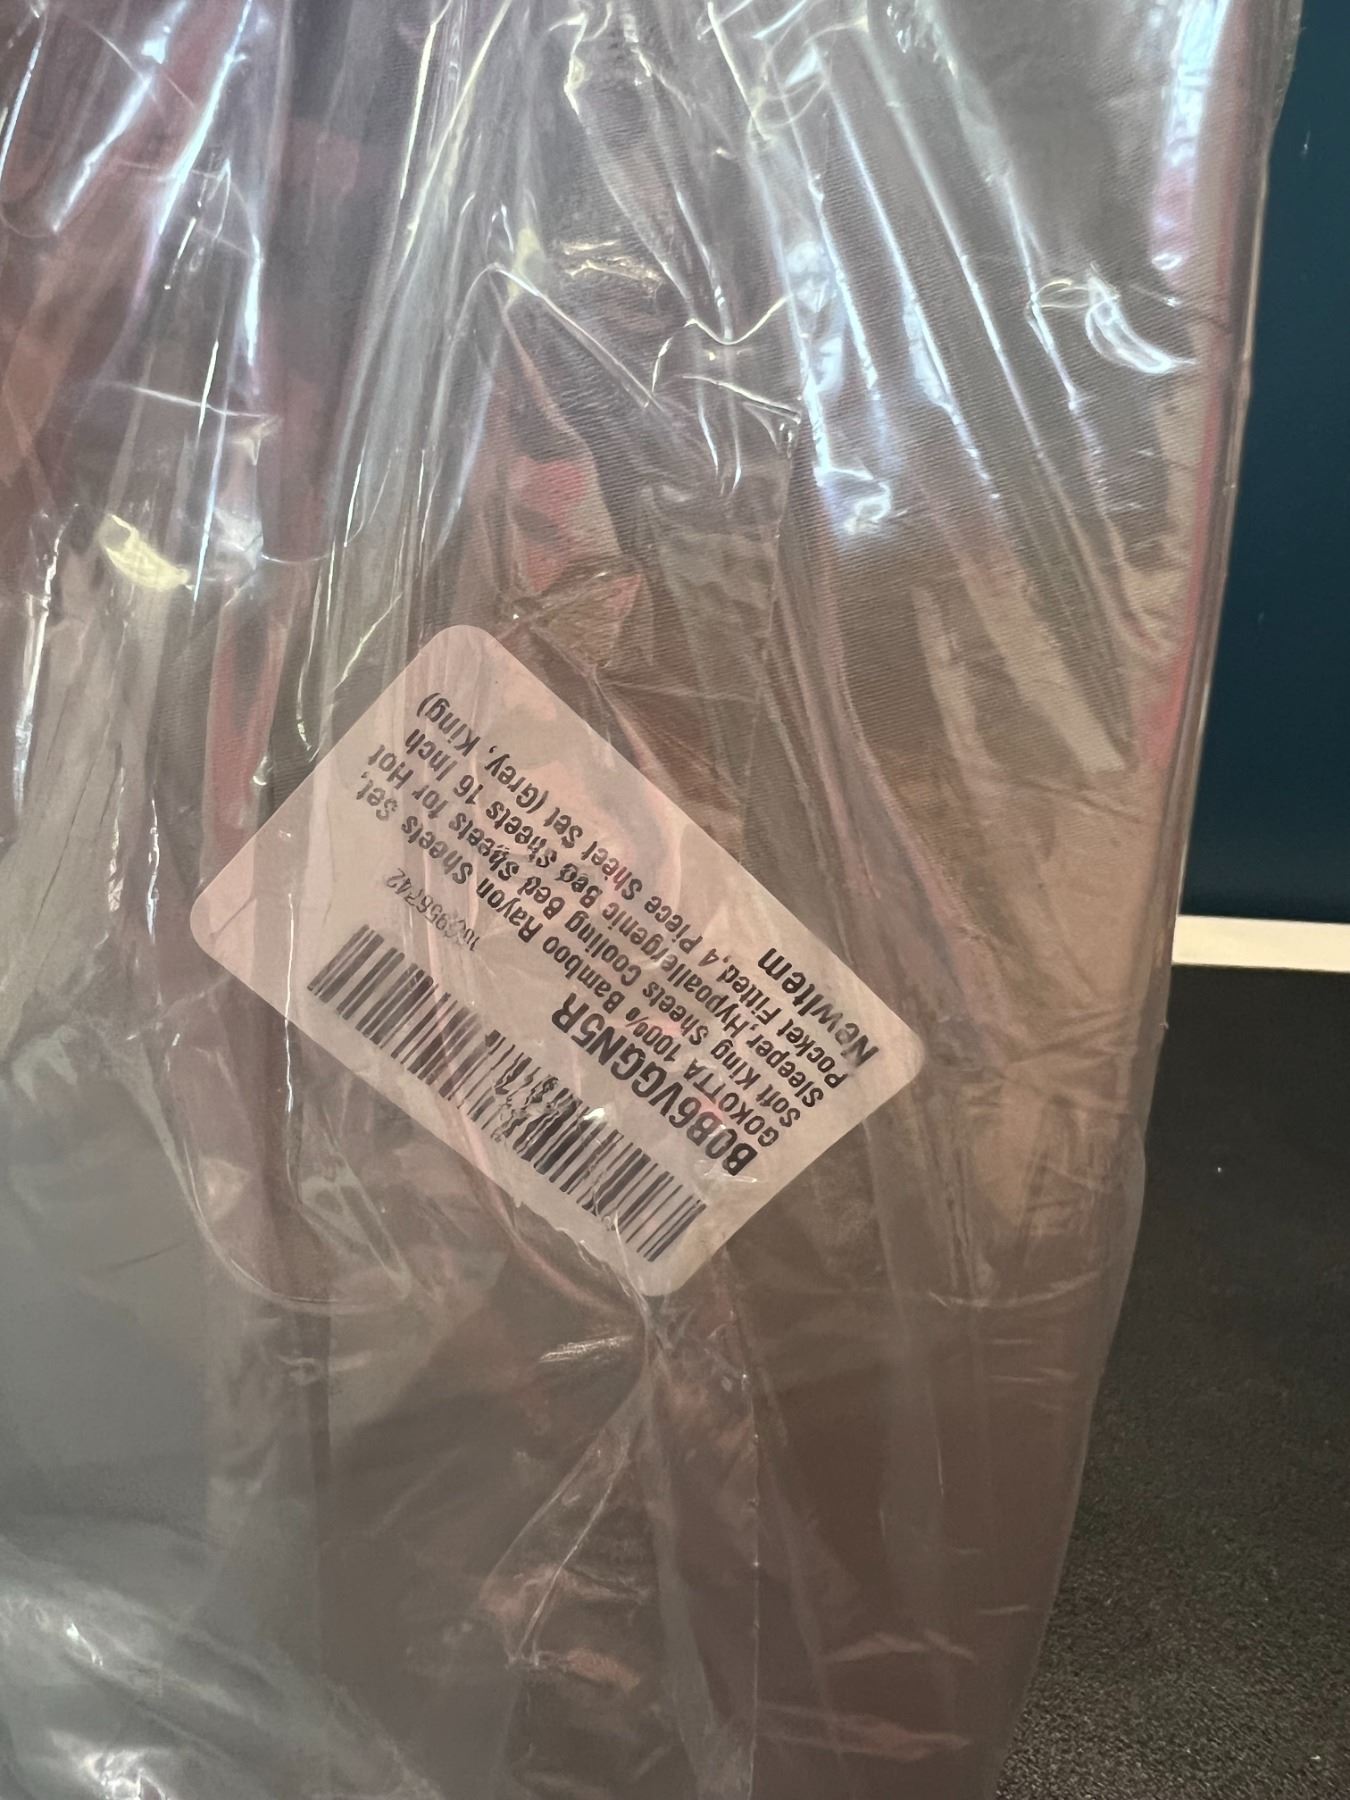 B0B6VGGN5R
GOKOTTA 100% Bamboo Rayon Sheets Set,
Soft King Sheets Cooling Bed Sheets for Hot
Sleeper,Hypoallergenic Bed Sheets 16 Inch
Pocket Fitted,4 Piece Sheet Set (Grey, King)
NewItem